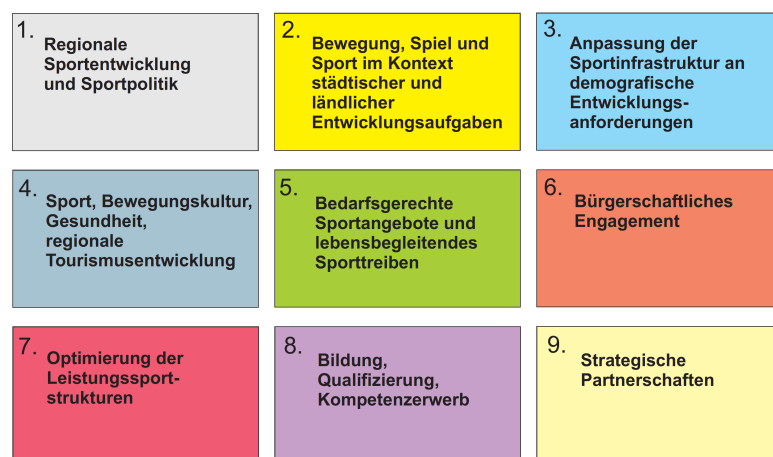 1.
Regionale
Sportentwicklung
und Sportpolitik
2.
Bewegung, Spiel und
Sport im Kontext
städtischer und
ländlicher
Entwicklungsaufgaben
3.
Anpassung der
Sportinfrastruktur an
demografische
Entwicklungs-
anforderungen
4.
Sport, Bewegungskultur,
Gesundheit,
regionale
Tourismusentwicklung
5.
Bedarfsgerechte
Sportangebote und
lebensbegleitendes
Sporttreiben
6.
Bürgerschaftliches
Engagement
7.
Optimierung der
Leistungssport-
strukturen
8.
Bildung,
Qualifizierung,
Kompetenzerwerb
9.
Strategische
Partnerschaften